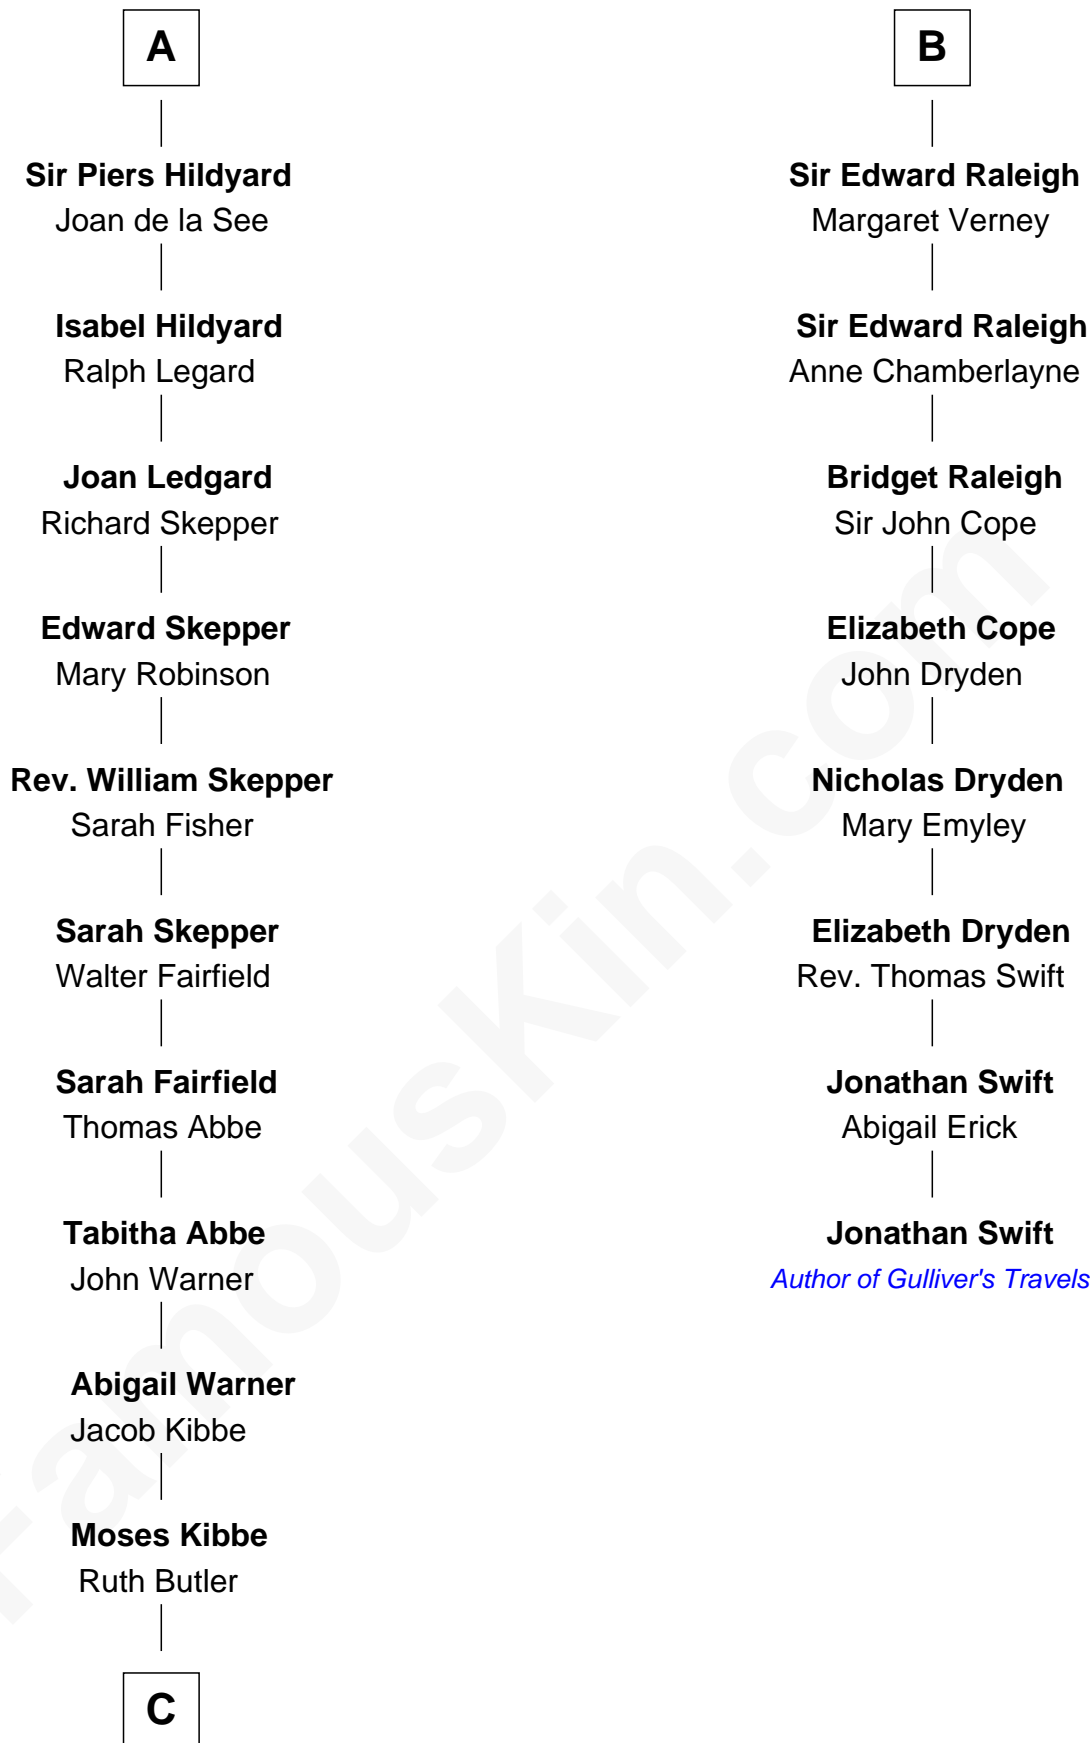 A
Sir Piers Hildyard
Joan de la See
Isabel Hildyard
Ralph Legard
Joan Ledgard
Richard Skepper
Edward Skepper
Mary Robinson
Rev. William Skepper
Sarah Fisher
Sarah Skepper
Walter Fairfield
Sarah Fairfield
Thomas Abbe
Tabitha Abbe
John Warner
Abigail Warner
Jacob Kibbe
Moses Kibbe
Ruth Butler
C
B
Sir Edward Raleigh
Margaret Verney
Sir Edward Raleigh
Anne Chamberlayne
Bridget Raleigh
Sir John Cope
Elizabeth Cope
John Dryden
Nicholas Dryden
Mary Emyley
Elizabeth Dryden
Rev. Thomas Swift
Jonathan Swift
Abigail Erick
Jonathan Swift
Author of Gulliver's Travels
FamousKin.com